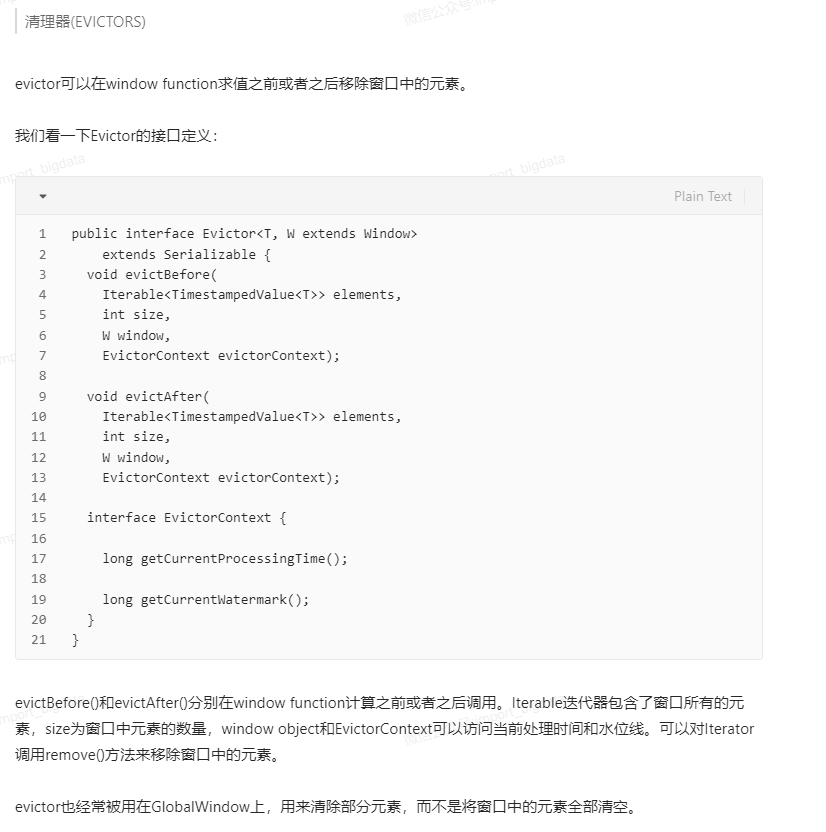 清理器(EVICTORS)
evictor可以在window function求值之前或者之后移除窗口中的元素。
我们看一下Evictor的接口定义：
Plain Text
1 public interface Evictor<T, W extends Window>
2 extends Serializable {
3 void evictBefore(
4 Iterable<TimestampedValue<T>> elements,
5 int size,
6 W window,
7 EvictorContext evictorContext);
8
9 void evictAfter(
10 Iterable<TimestampedValue<T>> elements,
11 int size,
12 W window,
13 EvictorContext evictorContext);
14
15 interface EvictorContext {
16
17 long getCurrentProcessingTime();
18
19 long getCurrentWatermark();
20 }
21 }
evictBefore()和evictAfter()分别在window function计算之前或者之后调用。Iterable迭代器包含了窗口所有的元
素，size为窗口中元素的数量，window object和EvictorContext可以访问当前处理时间和水位线。可以对Iterator
调用remove()方法来移除窗口中的元素。
evictor也经常被用在GlobalWindow上，用来清除部分元素，而不是将窗口中的元素全部清空。